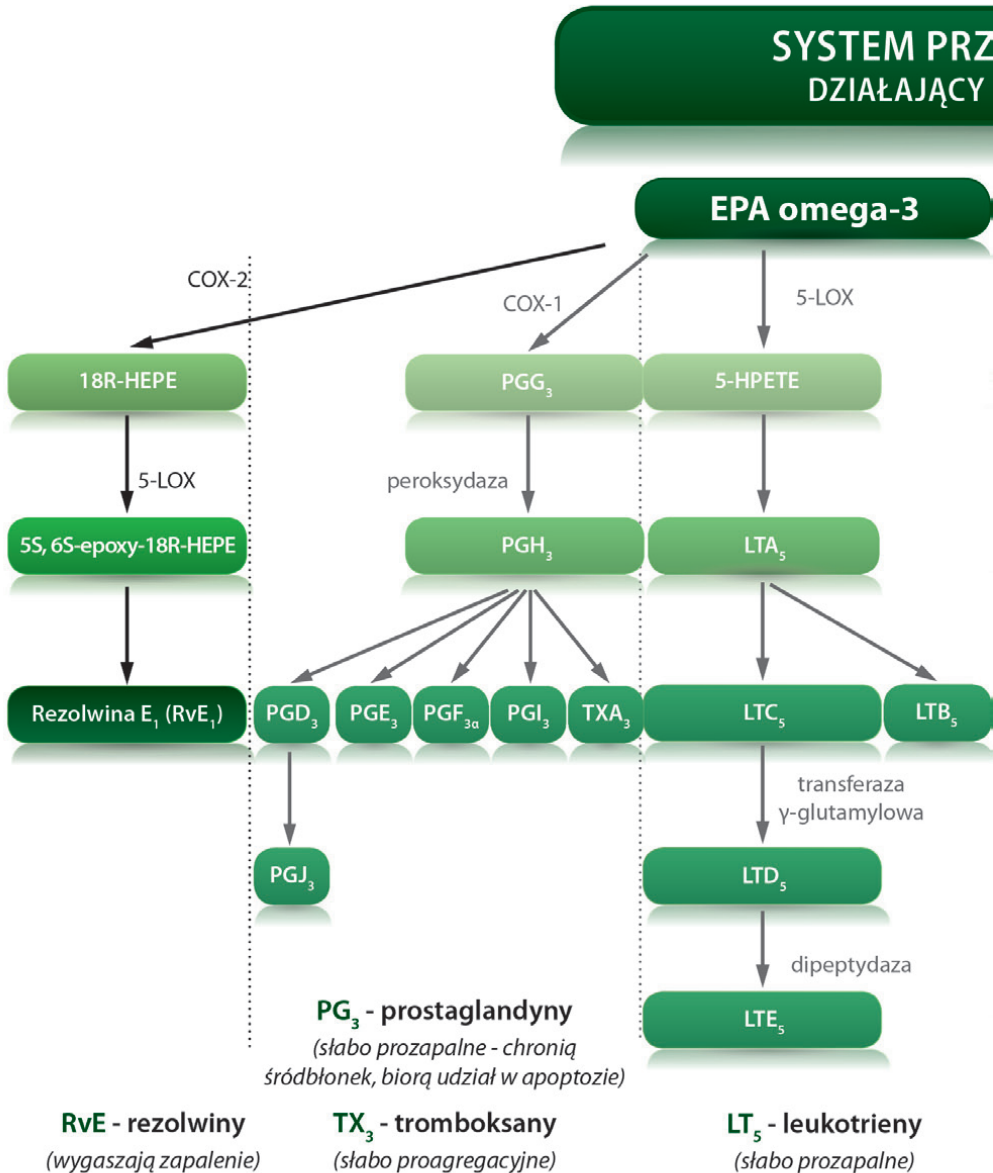 SYSTEM PRZ
DZIAŁAJĄCY
EPA omega-3
COX-2
COX-1
5-LOX
18R-HEPE
PGG₃
5-HPETE
5-LOX
peroksydaza
5S, 6S-epoxy-18R-HEPE
PGH₃
LTA₅
Rezolwina E₁ (RvE₁)
PGD₃
PGE₃
PGF₃α
PGI₃
TXA₃
LTC₅
LTB₅
transferaza
γ-glutamylowa
PGJ₃
LTD₅
dipeptydaza
LTE₅
PG₃ - prostaglandyny
(słabo prozapalne - chronią
śródbłonek, biorą udział w apoptozie)
RvE - rezolwiny
(wygaszają zapalenie)
TX₃ - tromboksany
(słabo proagregacyjne)
LT₅ - leukotrieny
(słabo prozapalne)